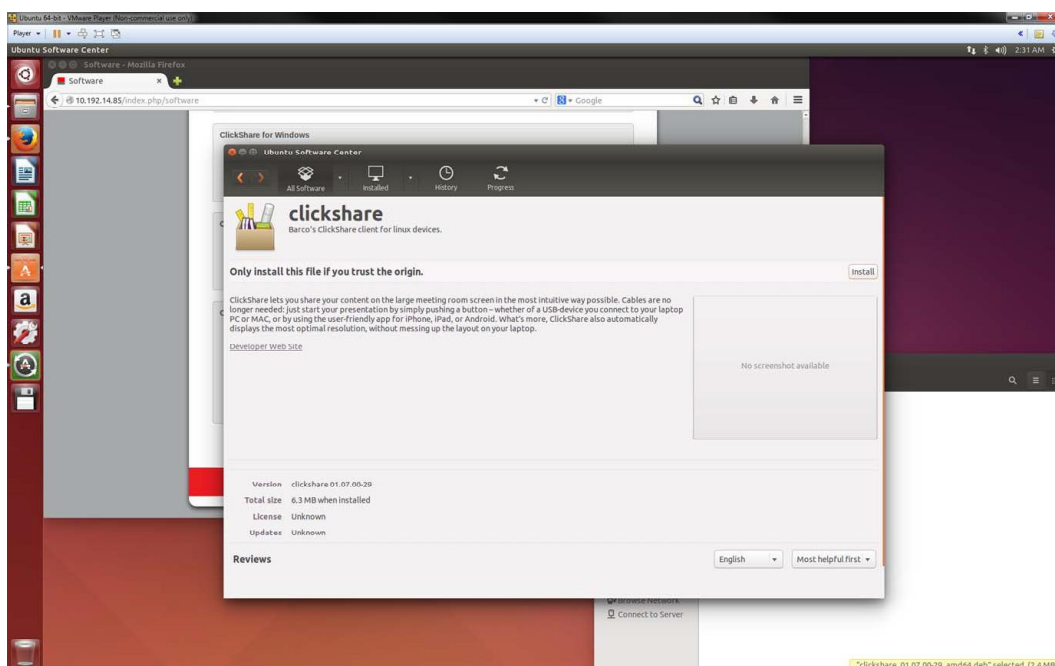 Ubuntu 64-bit - VMware Player (Non-commercial use only)
Player
Ubuntu Software Center
2:31 AM
Software - Mozilla Firefox
Software
10.192.14.85/index.php/software
Google
ClickShare for Windows
Ubuntu Software Center
All Software
Installed
History
Progress
clickshare
Barco's ClickShare client for linux devices.
Only install this file if you trust the origin.
Install
ClickShare lets you share your content on the large meeting room screen in the most intuitive way possible. Cables are no
longer needed: just start your presentation by simply pushing a button – whether of a USB-device you connect to your laptop
PC or MAC, or by using the user-friendly app for iPhone, iPad, or Android. What's more, ClickShare also automatically
displays the most optimal resolution, without messing up the layout on your laptop.
Developer Web Site
No screenshot available
Version clickshare 01.07.00-29
Total size 6.3 MB when installed
License Unknown
Updates Unknown
Reviews
English
Most helpful first
Browse Network
Connect to Server
"clickshare_01.07.00-29_amd64.deb" selected (2.4 MB